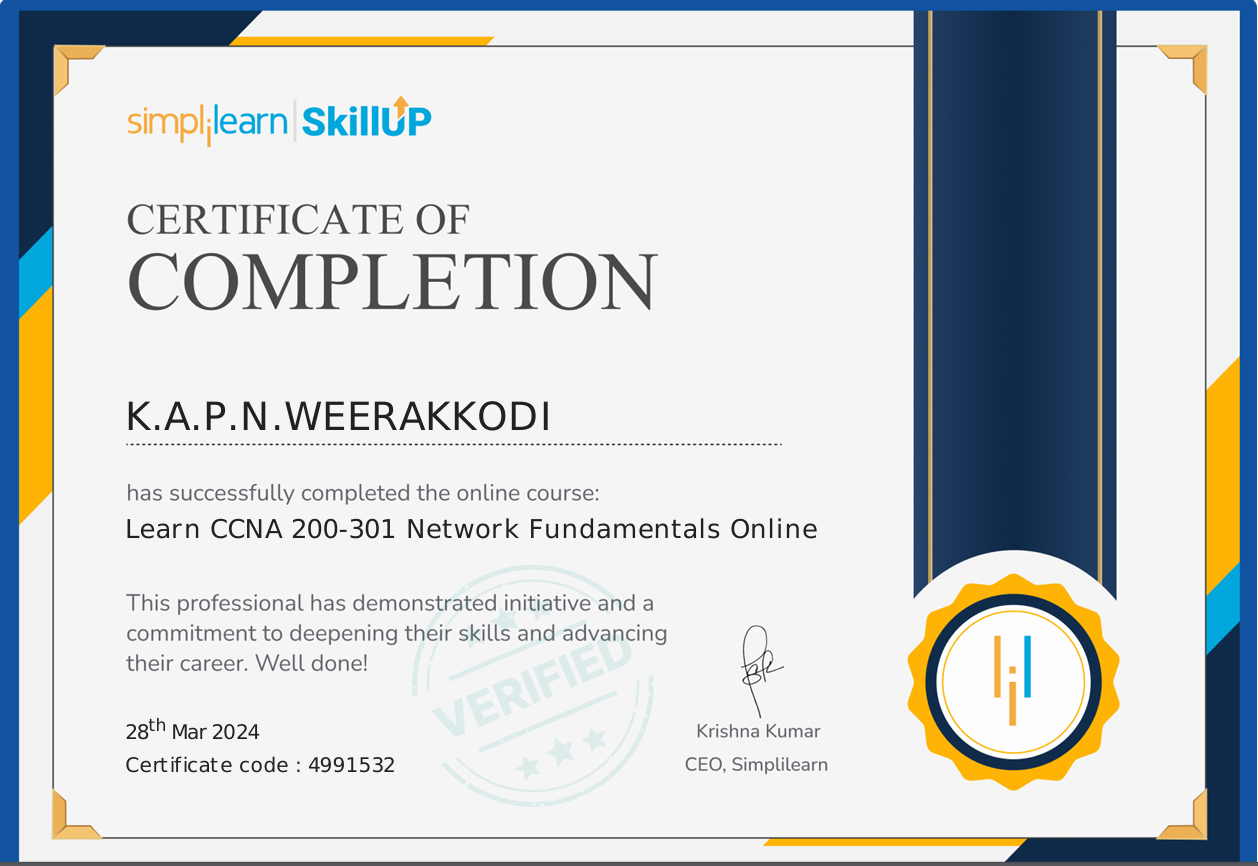 simplilearn | SkillUP
CERTIFICATE OF
COMPLETION
K.A.P.N.WEERAKKODI
has successfully completed the online course:
Learn CCNA 200-301 Network Fundamentals Online
This professional has demonstrated initiative and a
commitment to deepening their skills and advancing
their career. Well done!
VERIFIED
28th Mar 2024
Certificate code : 4991532
Krishna Kumar
CEO, Simplilearn